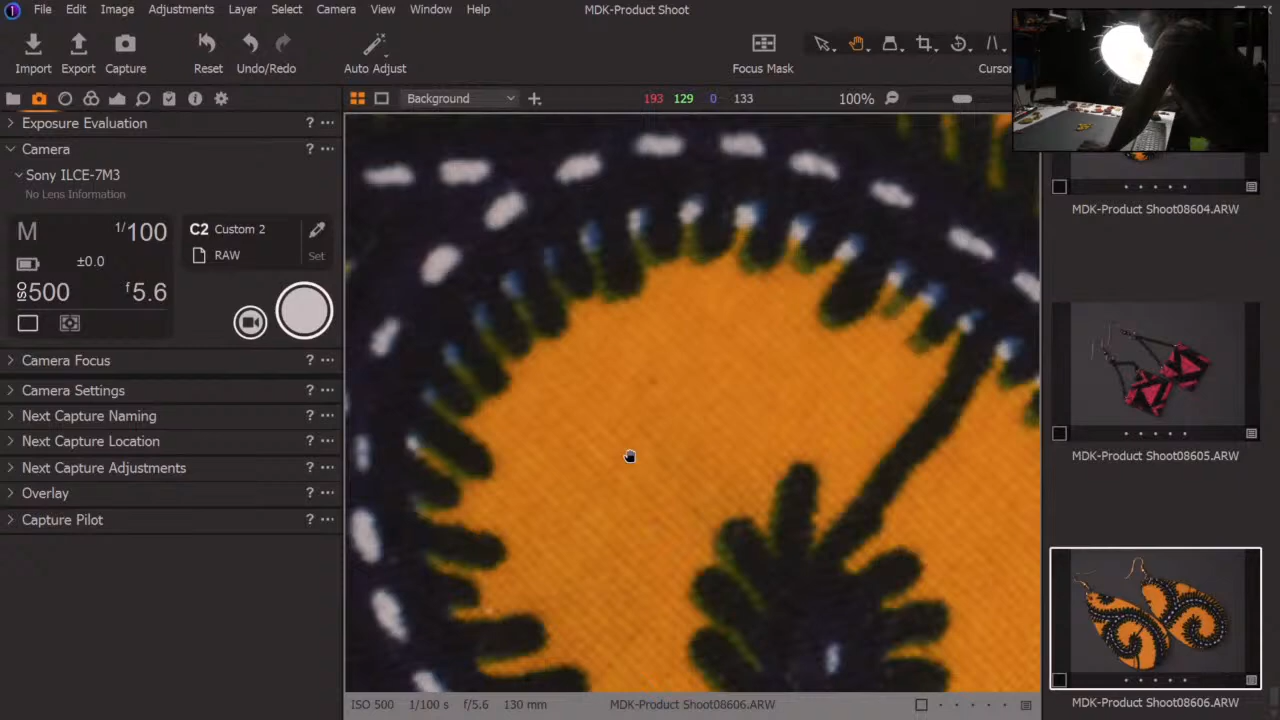 File Edit Image Adjustments Layer Select Camera View Window Help MDK-Product Shoot
Import Export Capture Reset Undo/Redo Auto Adjust Focus Mask Cursor
Background 193 129 0 133 100%
Exposure Evaluation ? ...
Camera ? ...
Sony ILCE-7M3
No Lens Information
M 1/100 C2 Custom 2
±0.0 RAW Set
ISO 500 f 5.6
Camera Focus ? ...
Camera Settings ? ...
Next Capture Naming ? ...
Next Capture Location ? ...
Next Capture Adjustments ? ...
Overlay ? ...
Capture Pilot ? ...
ISO 500 1/100 s f/5.6 130 mm MDK-Product Shoot08606.ARW
MDK-Product Shoot08604.ARW
MDK-Product Shoot08605.ARW
MDK-Product Shoot08606.ARW